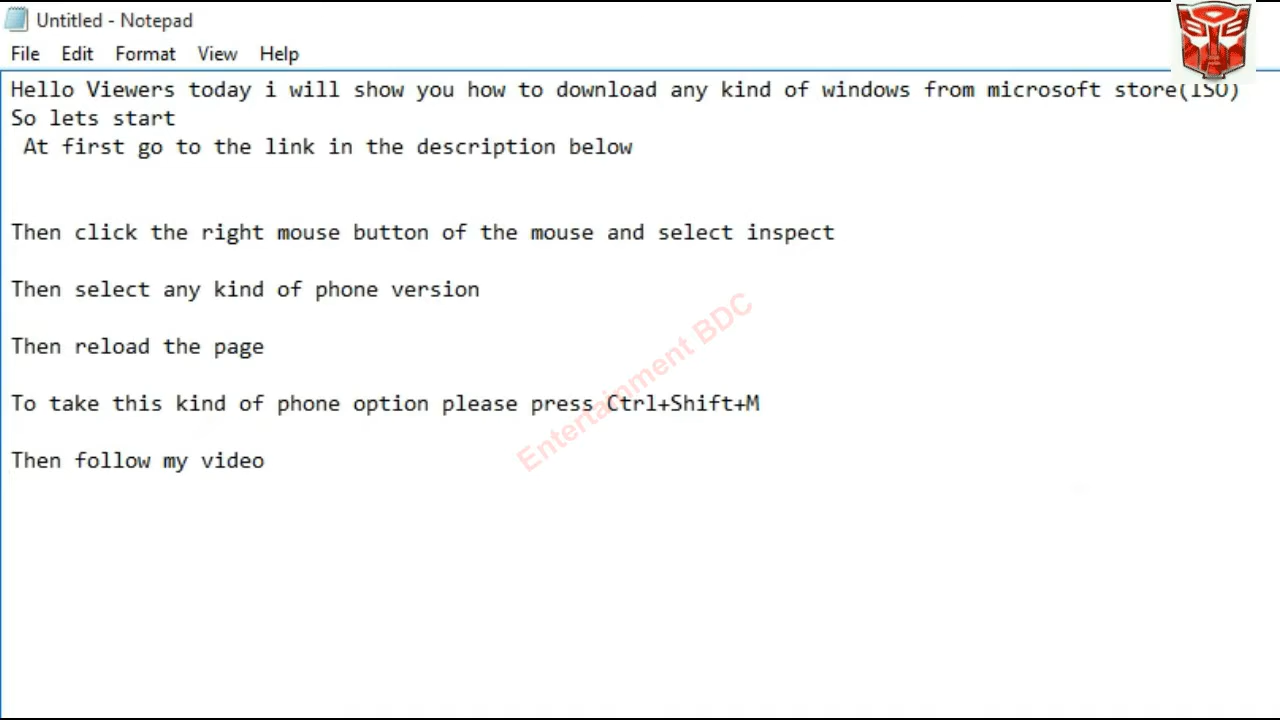 Untitled - Notepad
File Edit Format View Help
Hello Viewers today i will show you how to download any kind of windows from microsoft store(ISO)
So lets start
At first go to the link in the description below
Then click the right mouse button of the mouse and select inspect
Then select any kind of phone version
Then reload the page
To take this kind of phone option please press Ctrl+Shift+M
Then follow my video
Entertainment BDC